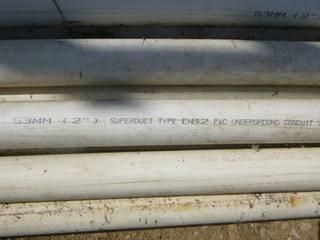 53MM (2")
53MM (2") SUPERDUCT TYPE DB2 PVC UNDERGROUND CONDUIT